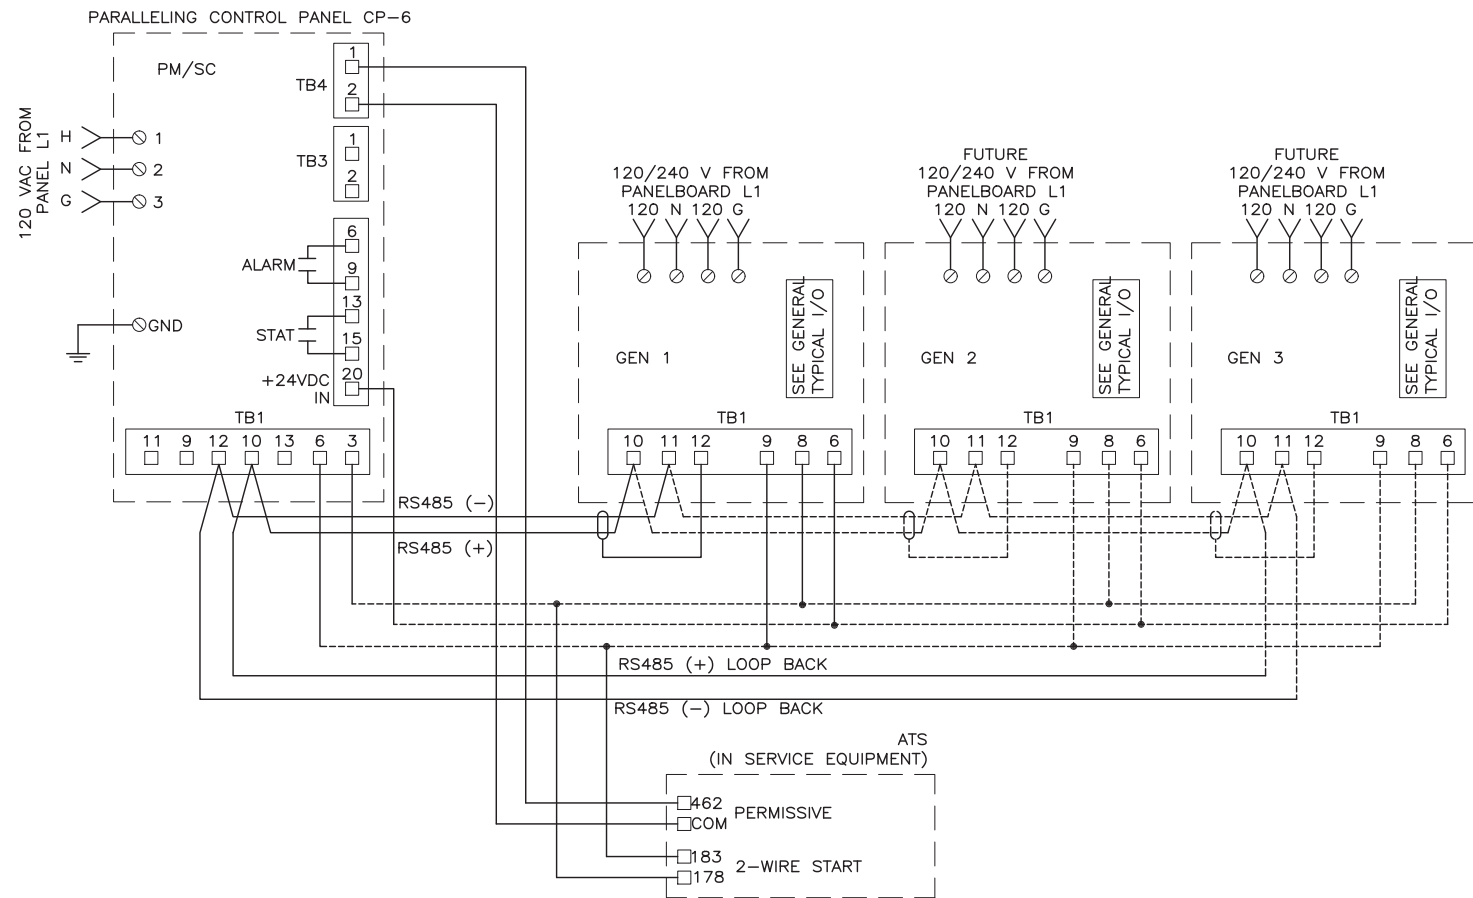 PARALLELING CONTROL PANEL CP-6
PM/SC
120 VAC FROM
PANEL L1
H
N
G
1
2
3
GND
TB4
1
2
TB3
1
2
ALARM
6
9
STAT
13
15
+24VDC
IN
20
TB1
11 9 12 10 13 6 3
120/240 V FROM
PANELBOARD L1
120 N 120 G
GEN 1
SEE GENERAL
TYPICAL I/O
TB1
10 11 12 9 8 6
FUTURE
120/240 V FROM
PANELBOARD L1
120 N 120 G
GEN 2
SEE GENERAL
TYPICAL I/O
TB1
10 11 12 9 8 6
FUTURE
120/240 V FROM
PANELBOARD L1
120 N 120 G
GEN 3
SEE GENERAL
TYPICAL I/O
TB1
10 11 12 9 8 6
RS485 (-)
RS485 (+)
RS485 (+) LOOP BACK
RS485 (-) LOOP BACK
ATS
(IN SERVICE EQUIPMENT)
462
COM
PERMISSIVE
183
178
2-WIRE START